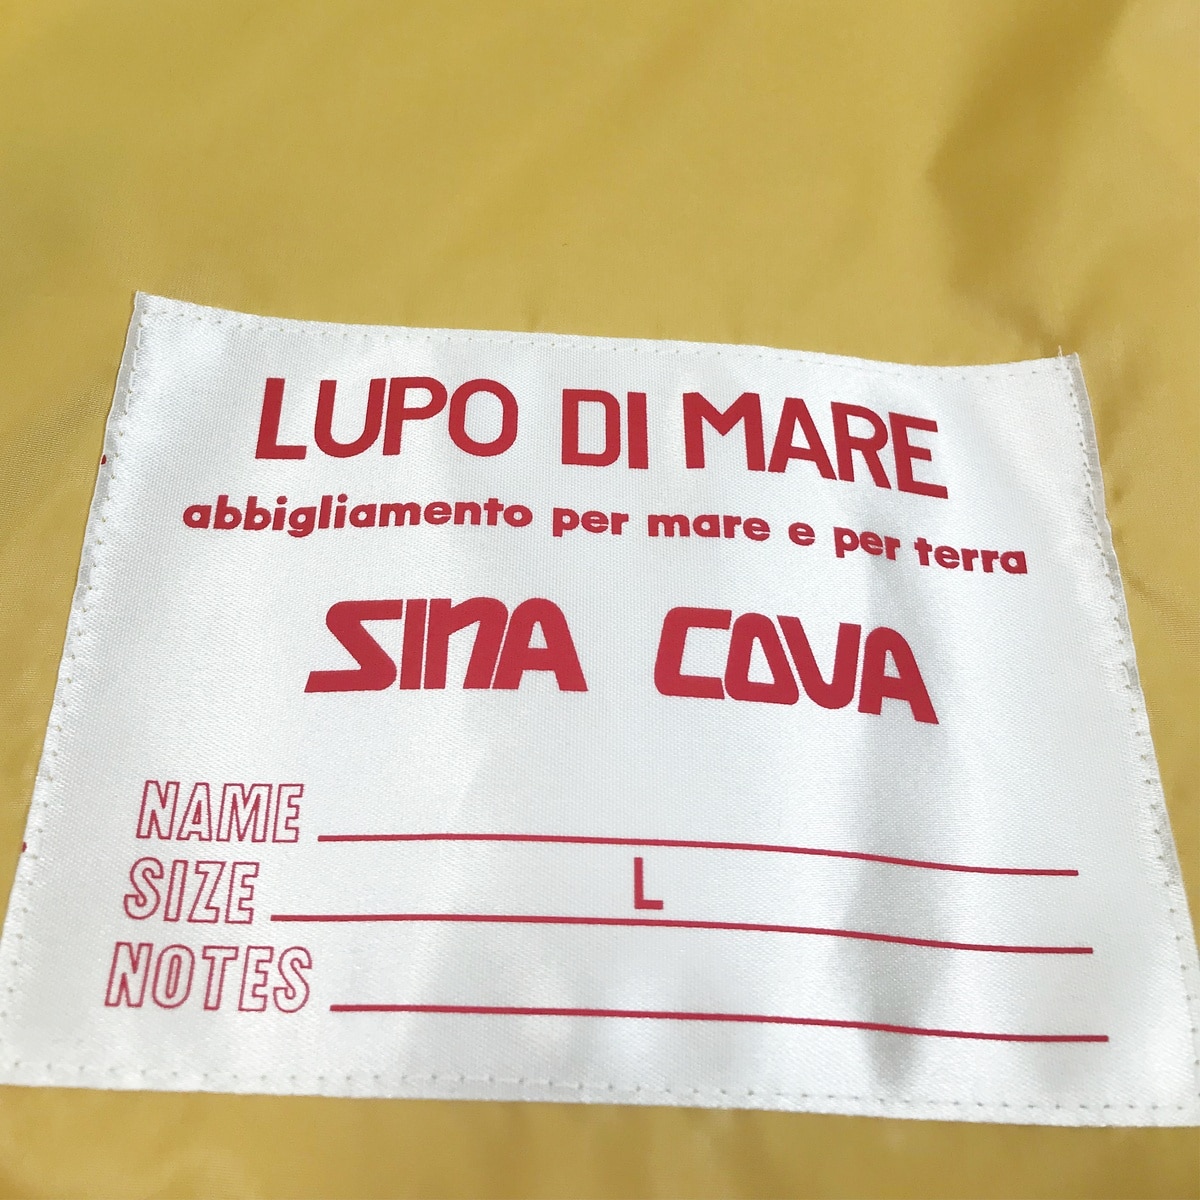 LUPO DI MARE
abbigliamento per mare e per terra
SINA COVA
NAME
SIZE L
NOTES